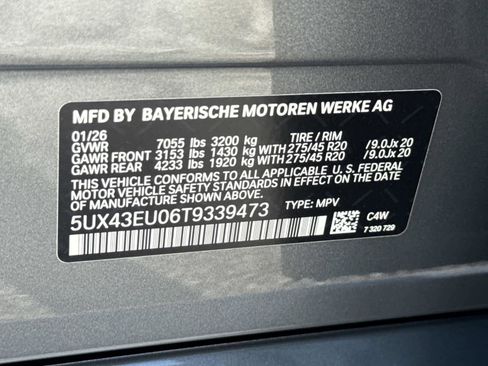 MFD BY BAYERISCHE MOTOREN WERKE AG
01/26
GVWR 7055 lbs 3200 kg TIRE / RIM
GAWR FRONT 3153 lbs 1430 kg WITH 275/45 R20 /9.0Jx 20
GAWR REAR 4233 lbs 1920 kg WITH 275/45 R20 /9.0Jx 20
THIS VEHICLE CONFORMS TO ALL APPLICABLE U.S. FEDERAL
MOTOR VEHICLE SAFETY STANDARDS IN EFFECT ON THE DATE
OF MANUFACTURE SHOWN ABOVE.
5UX43EU06T9339473 TYPE: MPV C4W
7 320 729